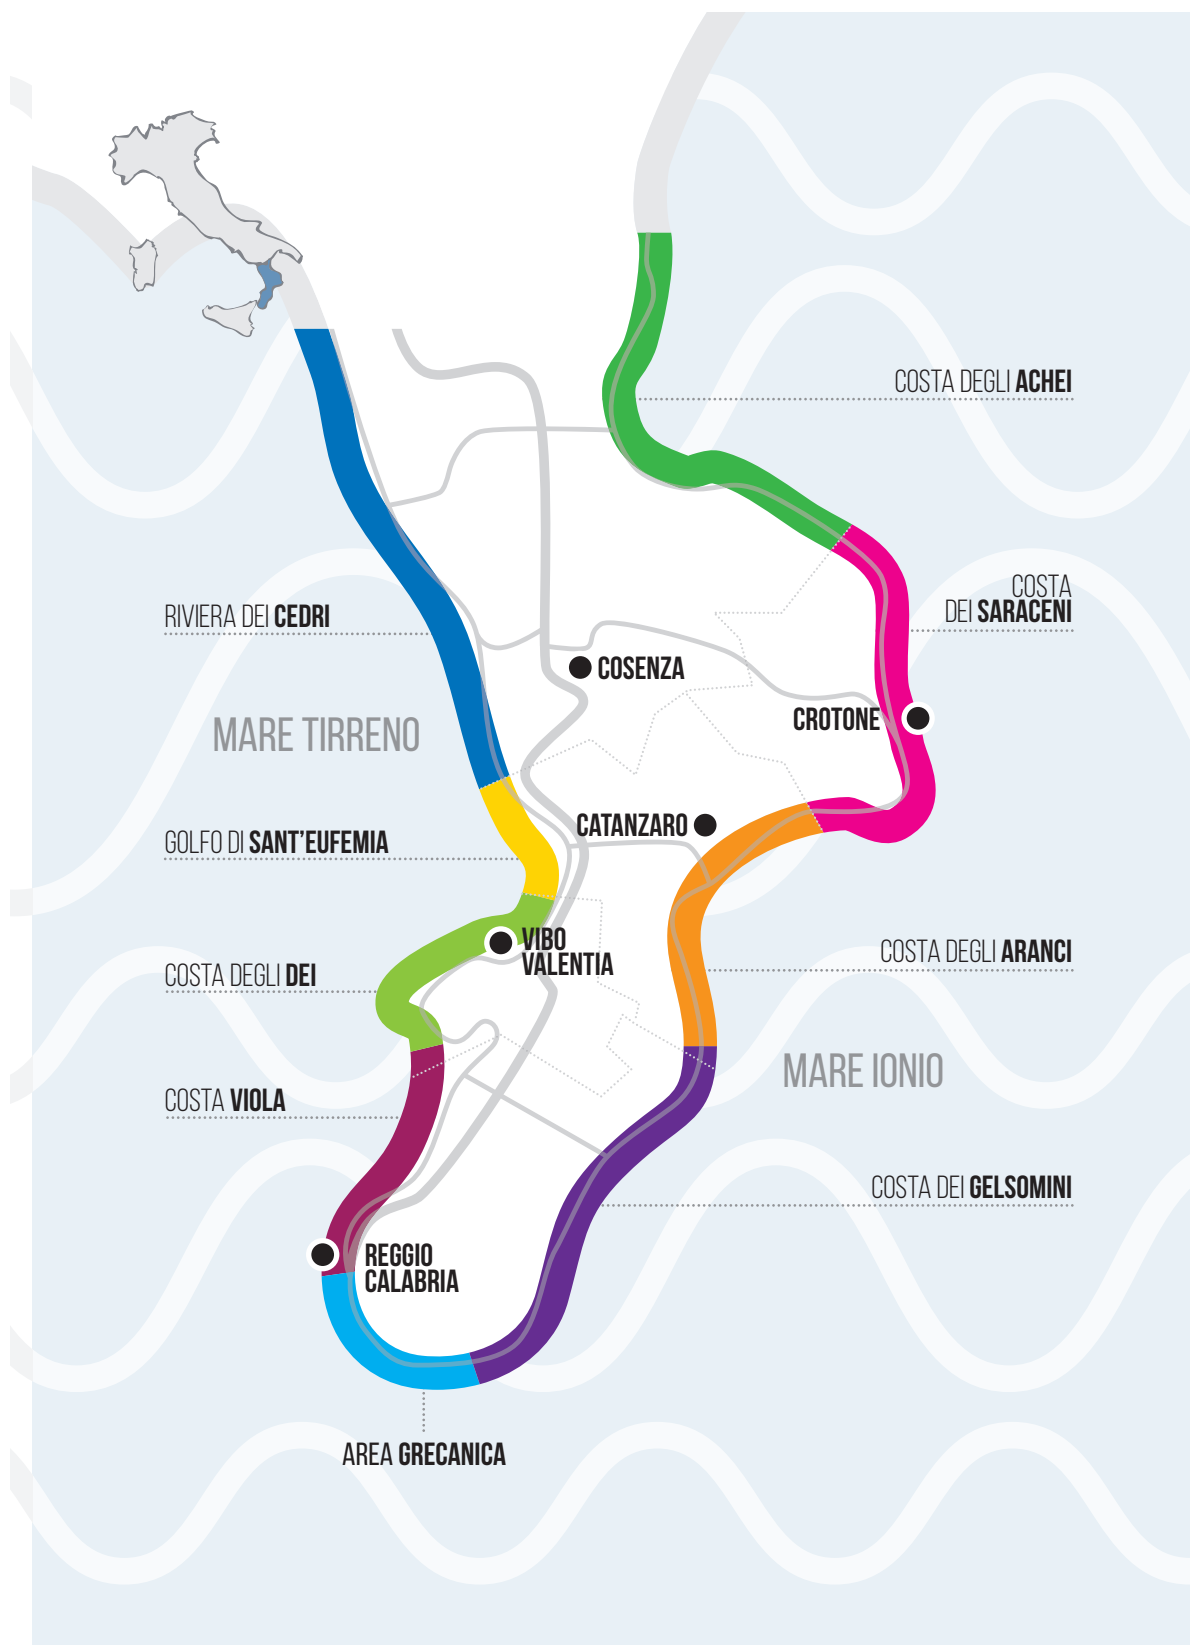 COSTA DEGLI ACHEI
COSTA
DEI SARACENI
RIVIERA DEI CEDRI
COSENZA
CROTONE
MARE TIRRENO
CATANZARO
GOLFO DI SANT'EUFEMIA
VIBO
VALENTIA
COSTA DEGLI ARANCI
COSTA DEGLI DEI
MARE IONIO
COSTA VIOLA
COSTA DEI GELSOMINI
REGGIO
CALABRIA
AREA GRECANICA